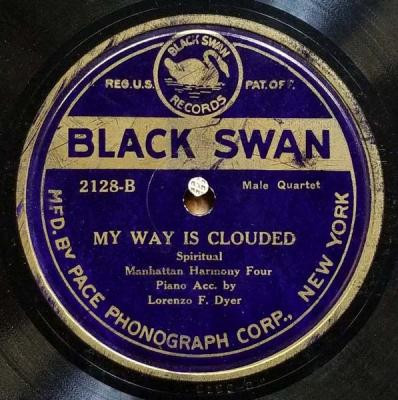 BLACK SWAN
RECORDS
REG. U.S. PAT. OFF.
BLACK SWAN
2128-B Male Quartet
MY WAY IS CLOUDED
Spiritual
Manhattan Harmony Four
Piano Acc. by
Lorenzo F. Dyer
MFD. BY PACE PHONOGRAPH CORP., NEW YORK